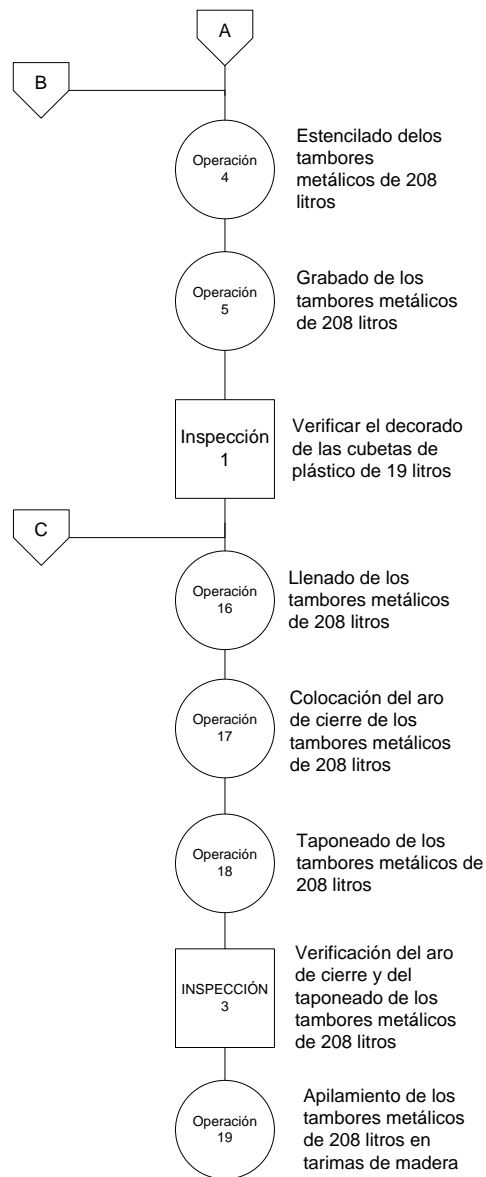 A
B
Operación
4
Estencilado delos
tambores
metálicos de 208
litros
Operación
5
Grabado de los
tambores metálicos
de 208 litros
Inspección
1
Verificar el decorado
de las cubetas de
plástico de 19 litros
C
Operación
16
Llenado de los
tambores metálicos
de 208 litros
Operación
17
Colocación del aro
de cierre de los
tambores metálicos
de 208 litros
Operación
18
Taponeado de los
tambores metálicos de
208 litros
INSPECCIÓN
3
Verificación del aro
de cierre y del
taponeado de los
tambores metálicos
de 208 litros
Operación
19
Apilamiento de los
tambores metálicos
de 208 litros en
tarimas de madera